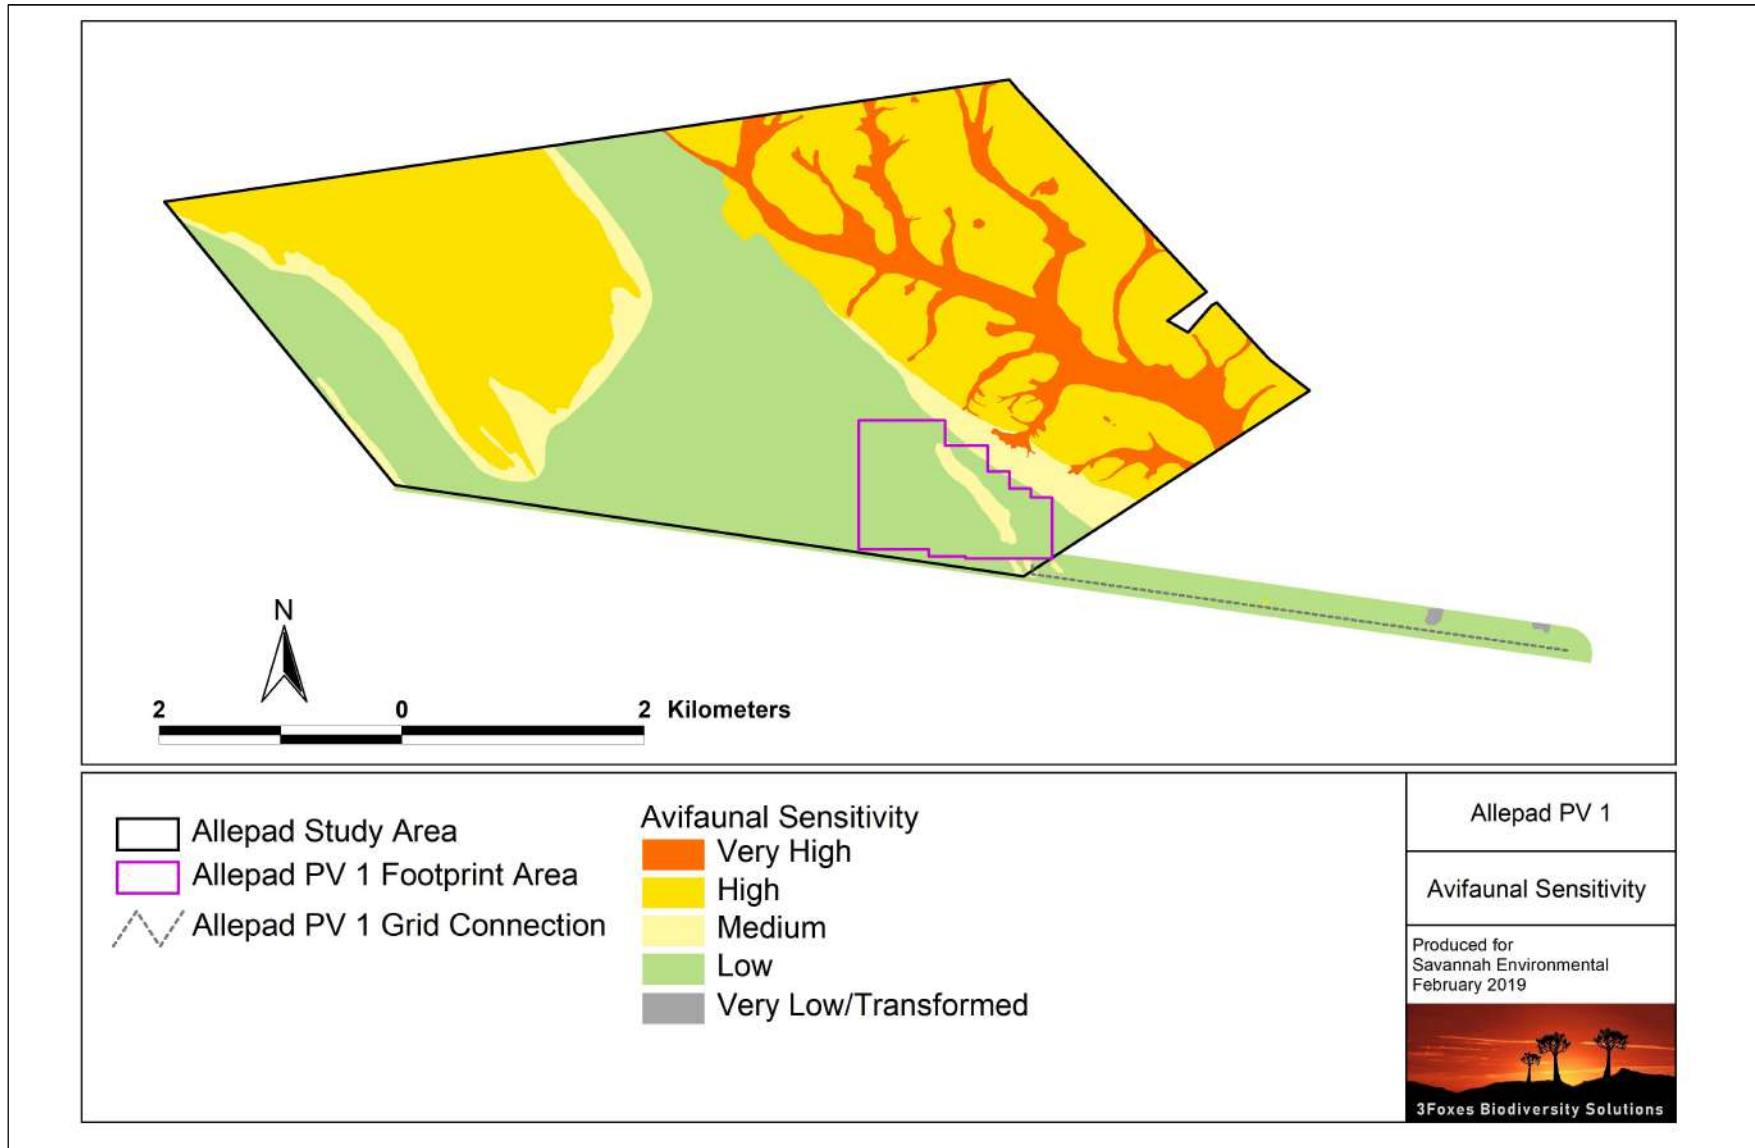 N
2 0 2 Kilometers
Allepad Study Area
Allepad PV 1 Footprint Area
Allepad PV 1 Grid Connection
Avifaunal Sensitivity
Very High
High
Medium
Low
Very Low/Transformed
Allepad PV 1
Avifaunal Sensitivity
Produced for
Savannah Environmental
February 2019
3Foxes Biodiversity Solutions